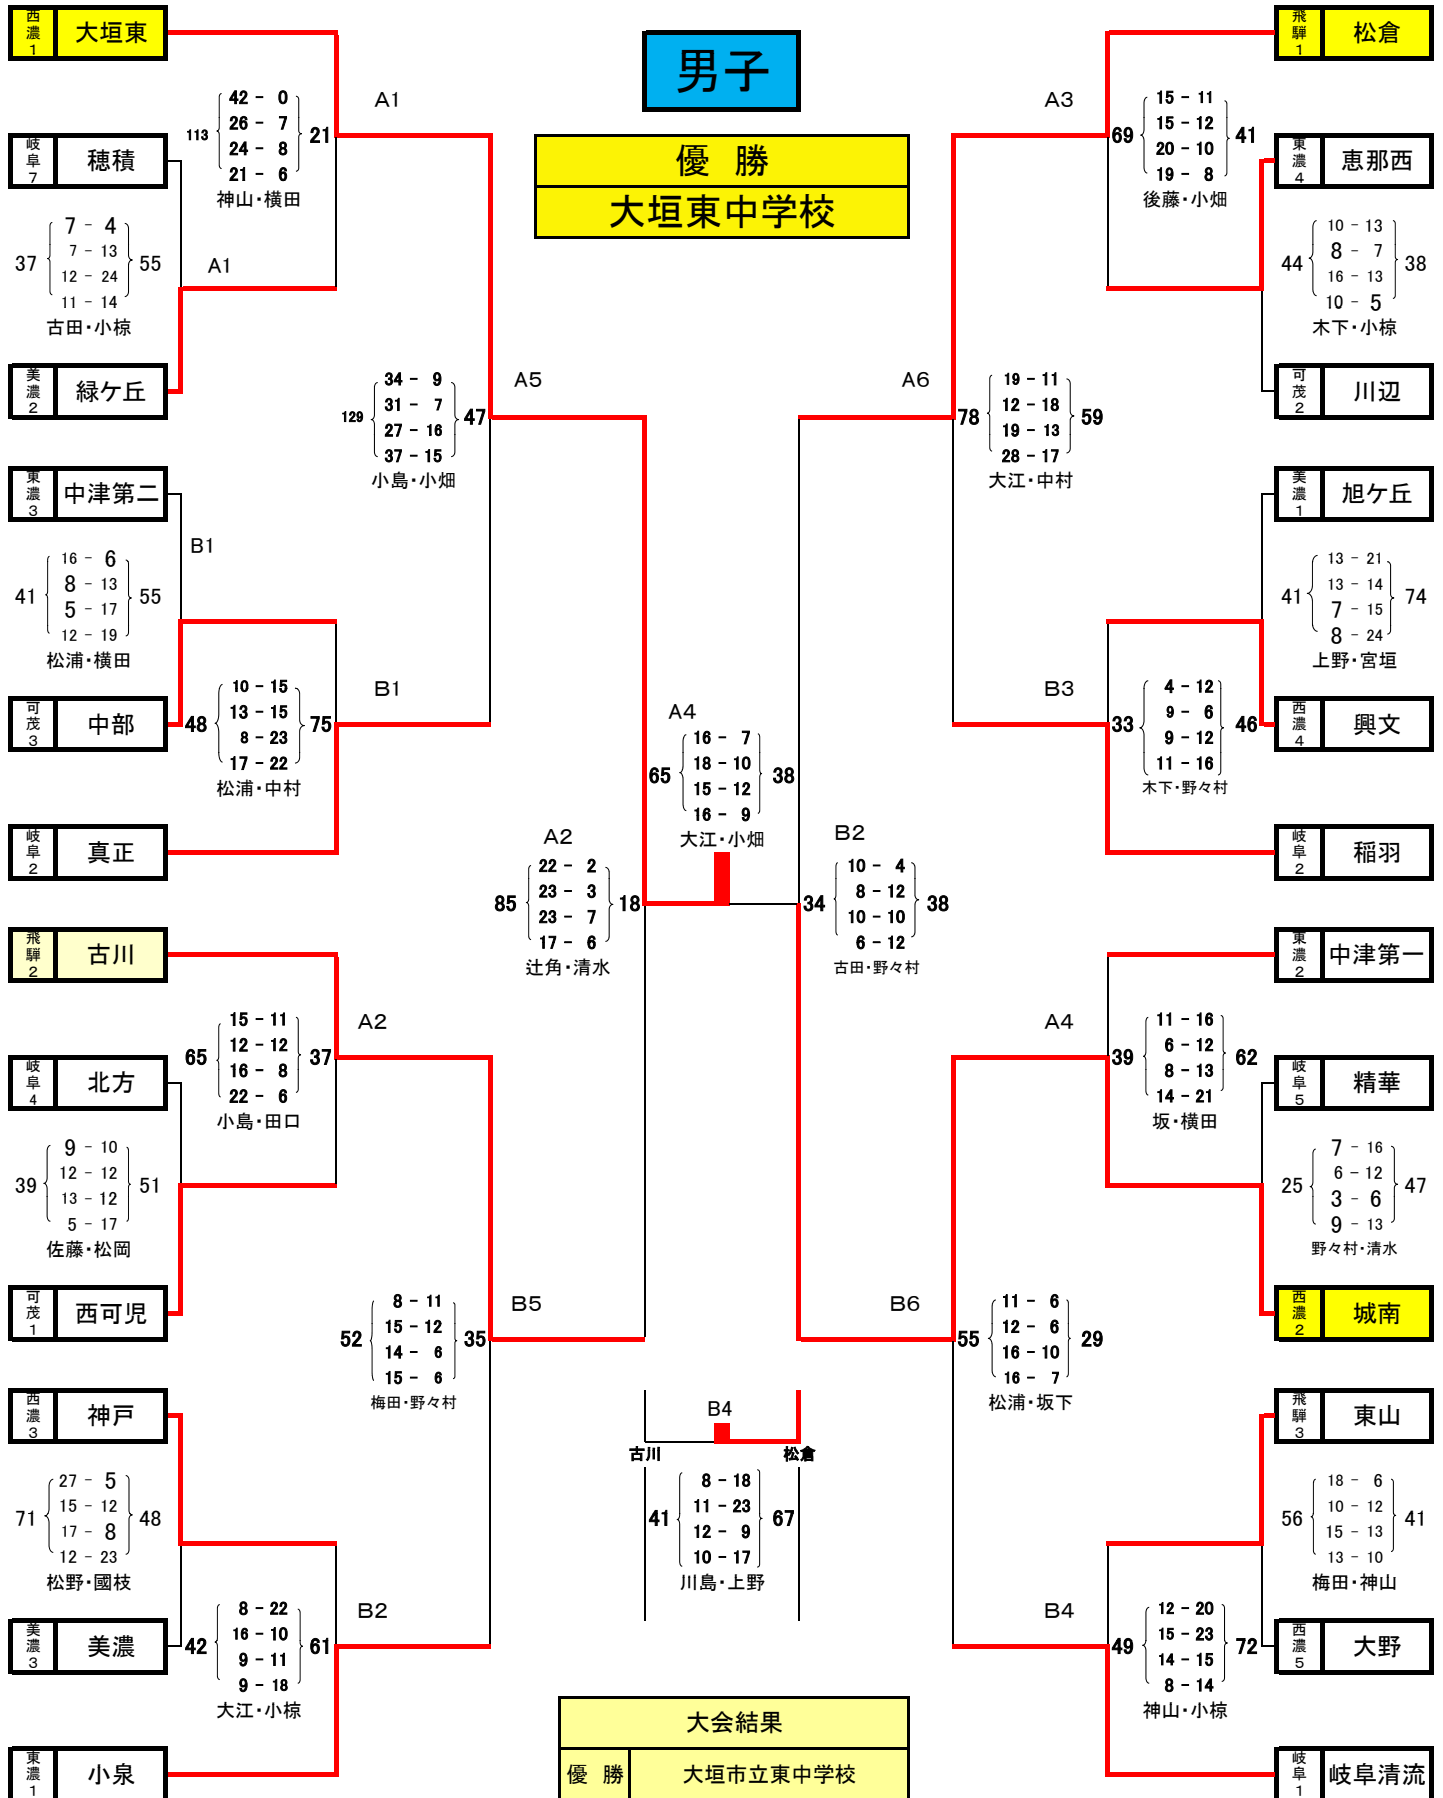 男子
優　勝
大垣東中学校
西濃1 大垣東
A1
42 - 0
113 26 - 7 21
24 - 8
21 - 6
神山・横田
岐阜7 穂積
7 - 4
37 7 - 13 55
12 - 24
11 - 14
古田・小椋
A1
美濃2 緑ケ丘
34 - 9
129 31 - 7 47
27 - 16
37 - 15
小島・小畑
A5
東濃3 中津第二
B1
16 - 6
41 8 - 13 55
5 - 17
12 - 19
松浦・横田
可茂3 中部
10 - 15
48 13 - 15 75
8 - 23
17 - 22
松浦・中村
B1
岐阜2 真正
A2
22 - 2
85 23 - 3 18
23 - 7
17 - 6
辻角・清水
飛騨2 古川
15 - 11
65 12 - 12 37
16 - 8
22 - 6
小島・田口
A2
岐阜4 北方
9 - 10
39 12 - 12 51
13 - 12
5 - 17
佐藤・松岡
可茂1 西可児
8 - 11
52 15 - 12 35
14 - 6
15 - 6
梅田・野々村
B5
西濃3 神戸
27 - 5
71 15 - 12 48
17 - 8
12 - 23
松野・國枝
美濃3 美濃
8 - 22
42 16 - 10 61
9 - 11
9 - 18
大江・小椋
B2
東濃1 小泉
A4
16 - 7
65 18 - 10 38
15 - 12
16 - 9
大江・小畑
B4
古川 松倉
8 - 18
41 11 - 23 67
12 - 9
10 - 17
川島・上野
飛騨1 松倉
A3
15 - 11
69 15 - 12 41
20 - 10
19 - 8
後藤・小畑
東濃4 恵那西
10 - 13
44 8 - 7 38
16 - 13
10 - 5
木下・小椋
可茂2 川辺
A6
19 - 11
78 12 - 18 59
19 - 13
28 - 17
大江・中村
美濃1 旭ケ丘
13 - 21
41 13 - 14 74
7 - 15
8 - 24
上野・宮垣
西濃4 興文
B3
4 - 12
33 9 - 6 46
9 - 12
11 - 16
木下・野々村
岐阜2 稲羽
B2
10 - 4
34 8 - 12 38
10 - 10
6 - 12
古田・野々村
東濃2 中津第一
A4
11 - 16
39 6 - 12 62
8 - 13
14 - 21
坂・横田
岐阜5 精華
7 - 16
25 6 - 12 47
3 - 6
9 - 13
野々村・清水
西濃2 城南
B6
11 - 6
55 12 - 6 29
16 - 10
16 - 7
松浦・坂下
飛騨3 東山
18 - 6
56 10 - 12 41
15 - 13
13 - 10
梅田・神山
西濃5 大野
B4
12 - 20
49 15 - 23 72
14 - 15
8 - 14
神山・小椋
岐阜1 岐阜清流
大会結果
優　勝 大垣市立東中学校